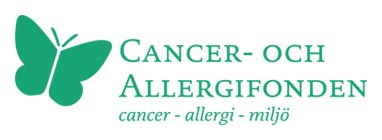 CANCER- OCH
ALLERGIFONDEN
cancer - allergi - miljö